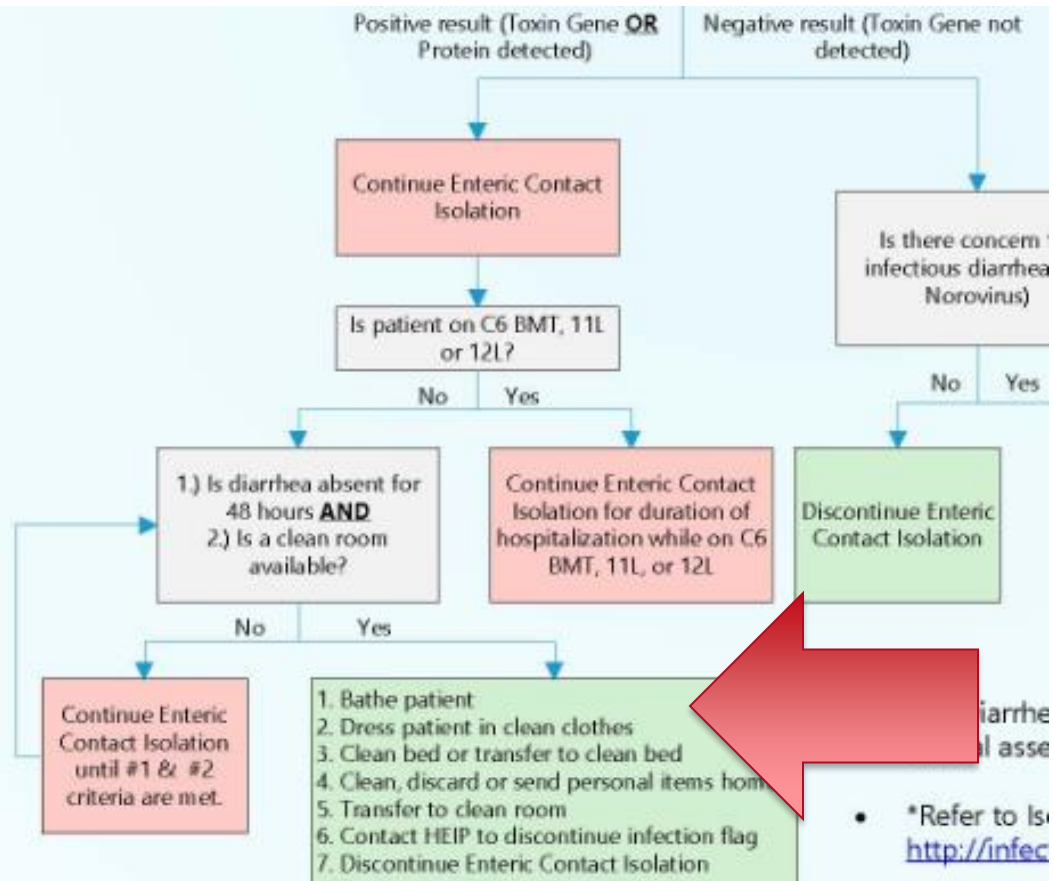 Positive result (Toxin Gene OR
Protein detected)
Negative result (Toxin Gene not
detected)
Continue Enteric Contact
Isolation
Is there concern
infectious diarrhea
Norovirus)
Is patient on C6 BMT, 11L
or 12L?
No Yes
No Yes
1.) Is diarrhea absent for
48 hours AND
2.) Is a clean room
available?
Continue Enteric Contact
Isolation for duration of
hospitalization while on C6
BMT, 11L, or 12L
Discontinue Enteric
Contact Isolation
No Yes
Continue Enteric
Contact Isolation
until #1 & #2
criteria are met.
1. Bathe patient
2. Dress patient in clean clothes
3. Clean bed or transfer to clean bed
4. Clean, discard or send personal items hom
5. Transfer to clean room
6. Contact HEIP to discontinue infection flag
7. Discontinue Enteric Contact Isolation
iarrhe
al asse
• *Refer to Iso
http://infec